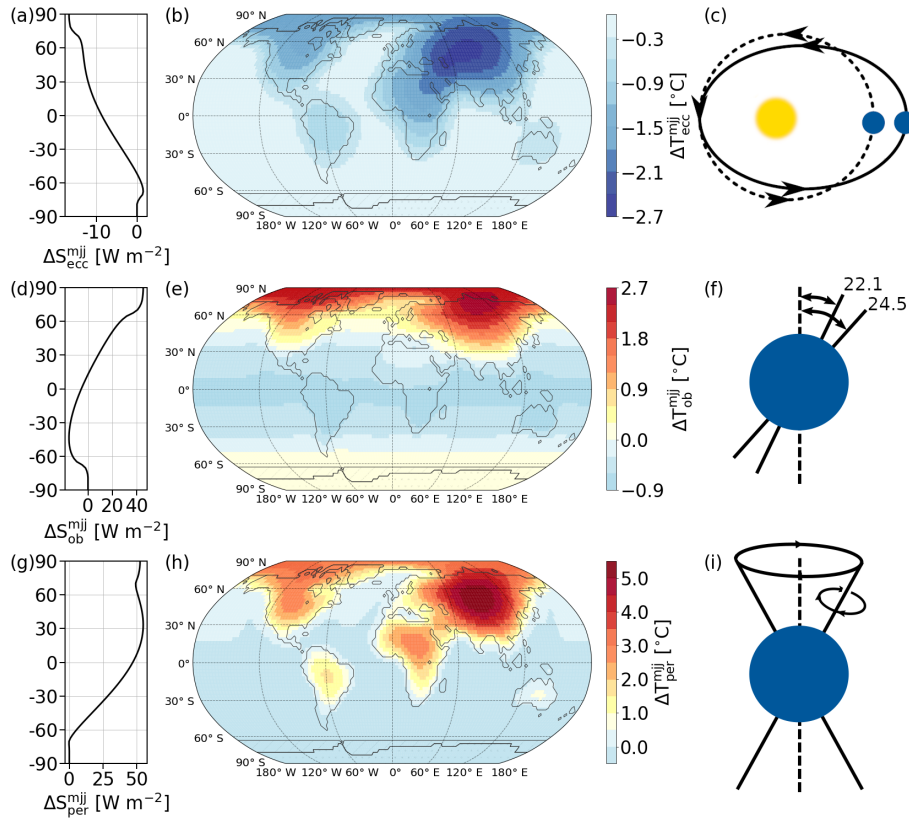 (a)
90
60
30
0
-30
-60
-90
-10
0
ΔS^mjj_ecc [W m−2]
(b)
90° N
60° N
30° N
0°
30° S
60° S
90° S
180° W
120° W
60° W
0°
60° E
120° E
180° E
−0.3
−0.9
−1.5
−2.1
−2.7
ΔT^mjj_ecc [°C]
(c)
(d)
90
60
30
0
-30
-60
-90
0
20
40
ΔS^mjj_ob [W m−2]
(e)
90° N
60° N
30° N
0°
30° S
60° S
90° S
180° W
120° W
60° W
0°
60° E
120° E
180° E
2.7
1.8
0.9
0.0
−0.9
ΔT^mjj_ob [°C]
(f)
22.1
24.5
(g)
90
60
30
0
-30
-60
-90
0
25
50
ΔS^mjj_per [W m−2]
(h)
90° N
60° N
30° N
0°
30° S
60° S
90° S
180° W
120° W
60° W
0°
60° E
120° E
180° E
5.0
4.0
3.0
2.0
1.0
0.0
ΔT^mjj_per [°C]
(i)